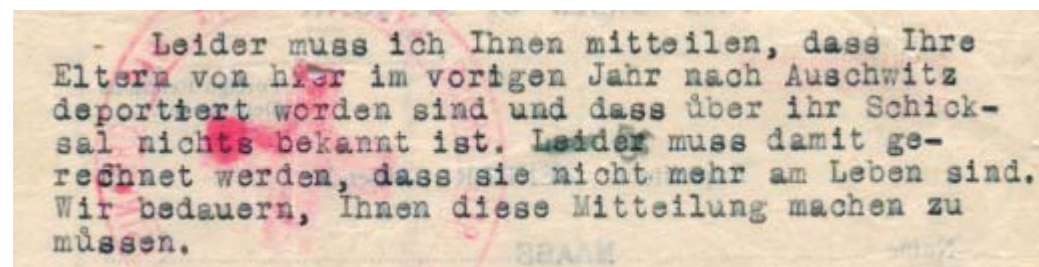 - Leider muss ich Ihnen mitteilen, dass Ihre
Eltern von hier im vorigen Jahr nach Auschwitz
deportiert worden sind und dass über ihr Schick-
sal nichts bekannt ist. Leider muss damit ge-
rechnet werden, dass sie nicht mehr am Leben sind.
Wir bedauern, Ihnen diese Mitteilung machen zu
müssen.